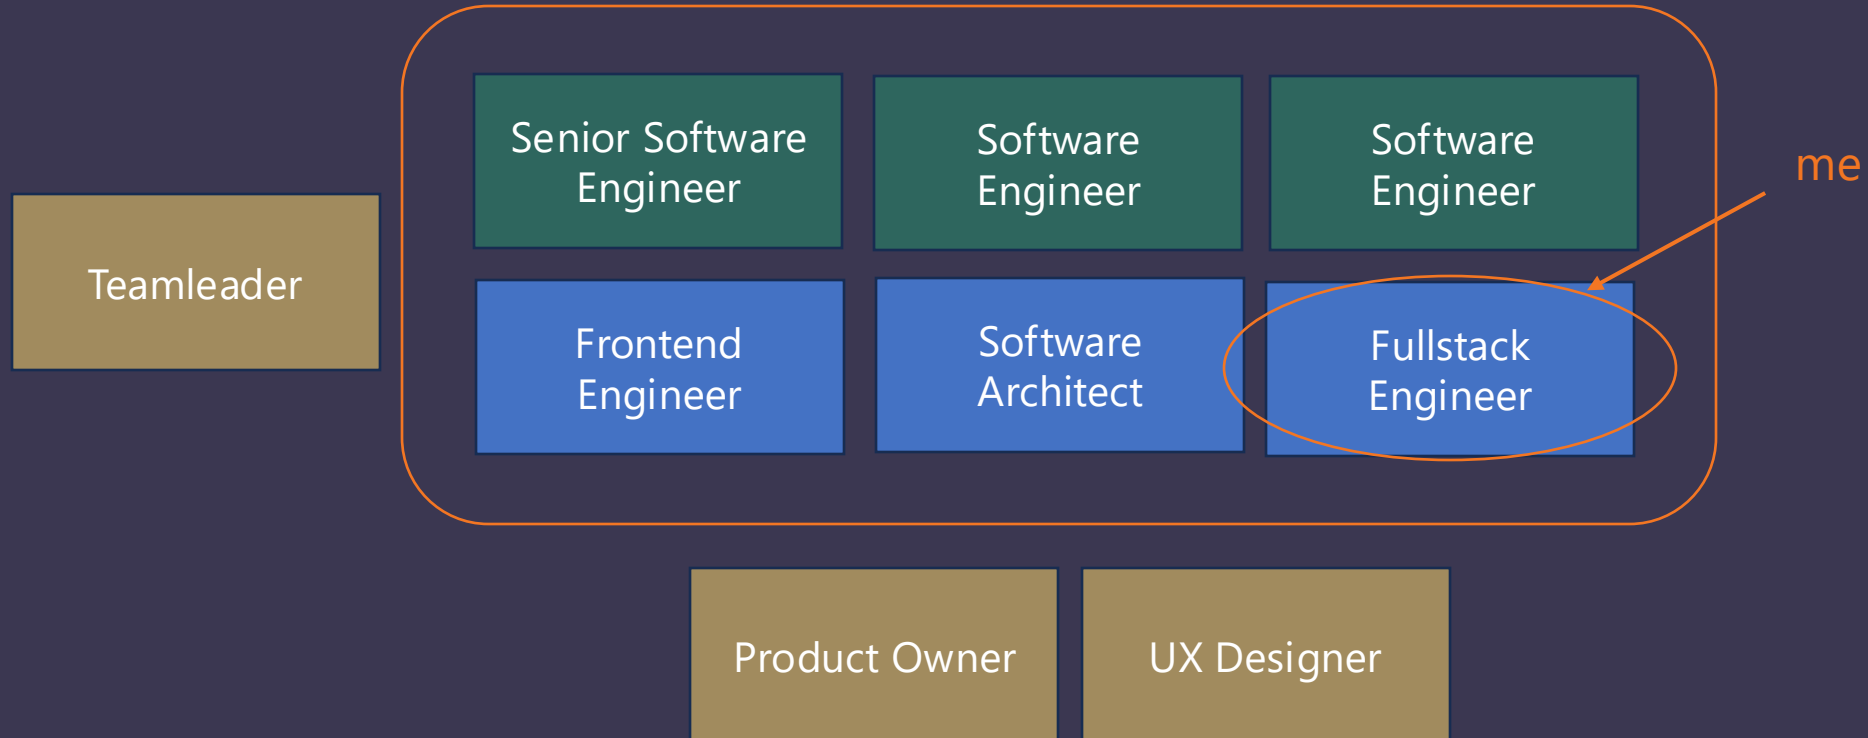 Senior Software
Engineer
Software
Engineer
Software
Engineer
me
Teamleader
Frontend
Engineer
Software
Architect
Fullstack
Engineer
Product Owner
UX Designer